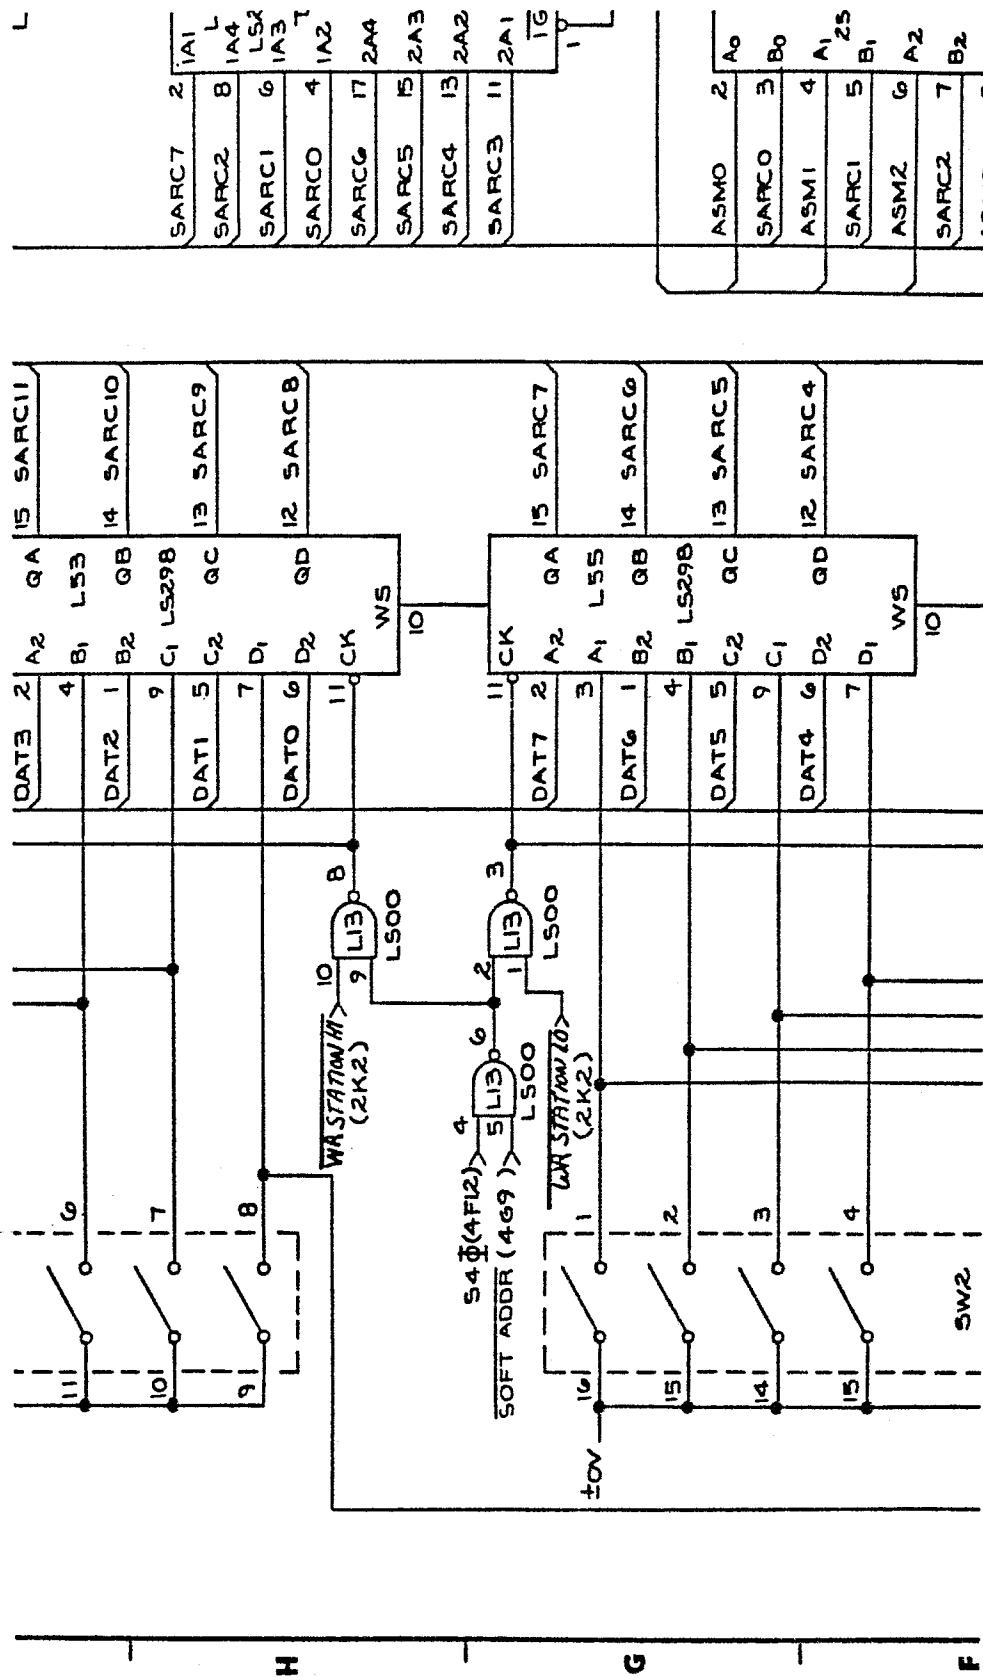 L
2 1A1
L
8 1A4
LS2
6 1A3
T
4 1A2
17 2A4
15 2A3
13 2A2
11 2A1
1G
1
SARC7
SARC2
SARC1
SARC0
SARC6
SARC5
SARC4
SARC3
2 A0
3 B0
4 A1
25
5 B1
6 A2
7 B2
ASM0
SARC0
ASM1
SARC1
ASM2
SARC2
15 SARC11
14 SARC10
13 SARC9
12 SARC8
QA
L53
QB
LS298
QC
QD
WS
10
A2
B1
B2
C1
C2
D1
D2
CK
DAT3 2
4
DAT2 1
9
DAT1 5
7
DAT0 6
11
15 SARC7
14 SARC6
13 SARC5
12 SARC4
QA
L55
QB
LS298
QC
QD
WS
10
CK
A2
A1
B2
B1
C2
C1
D2
D1
11
DAT7 2
3
DAT6 1
4
DAT5 5
9
DAT4 6
7
8
L13
LS00
10
9
WR STATION HI
(2K2)
3
L13
LS00
2
1
WR STATION LO
(2K2)
6
L13
LS00
4
5
S4Φ(4F12)
SOFT ADDR (4G9)
6
7
8
11
10
9
1
2
3
4
16
15
14
15
SW2
±0V
H
G
F